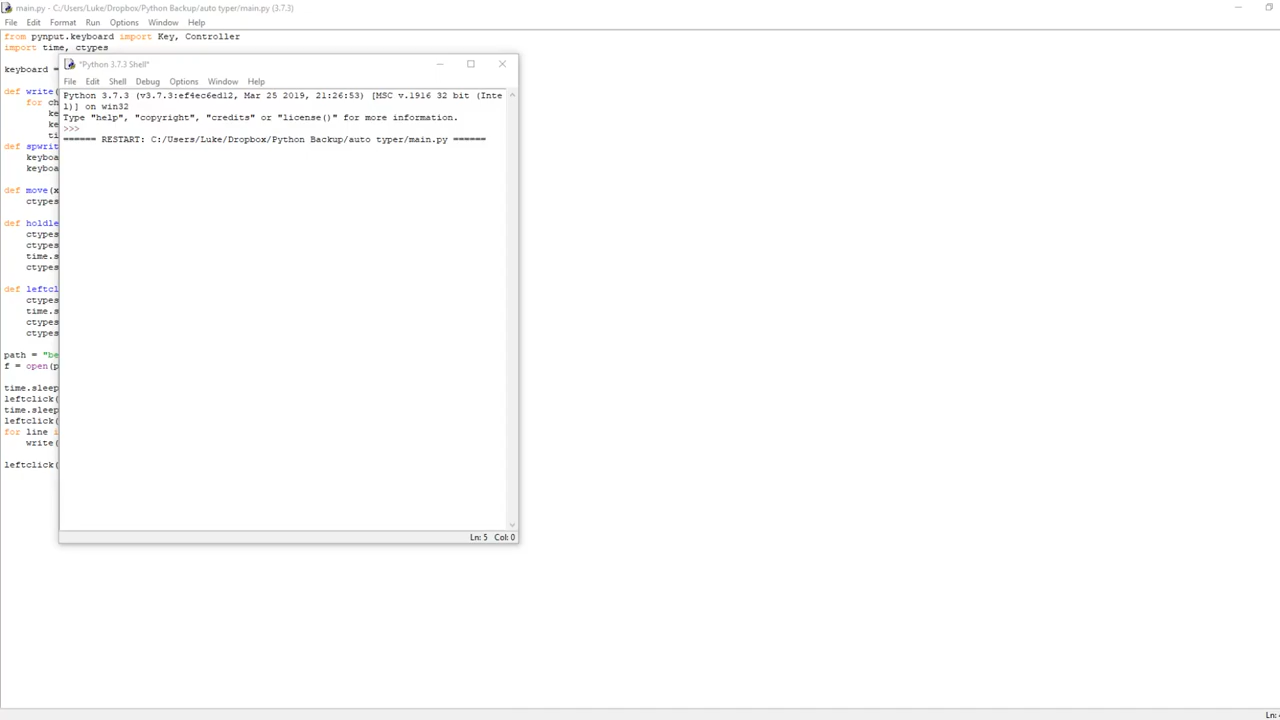 main.py - C:/Users/Luke/Dropbox/Python Backup/auto typer/main.py (3.7.3)
File Edit Format Run Options Window Help
from pynput.keyboard import Key, Controller
import time, ctypes
keyboard =
def write(
for ch
ke
ke
ti
def spwrit
keyboa
keyboa
def move(x
ctypes
def holdle
ctypes
ctypes
time.s
ctypes
def leftcl
ctypes
time.s
ctypes
ctypes
path = "be
f = open(p
time.sleep
leftclick(
time.sleep
leftclick(
for line i
write(
leftclick(
*Python 3.7.3 Shell*
File Edit Shell Debug Options Window Help
Python 3.7.3 (v3.7.3:ef4ec6ed12, Mar 25 2019, 21:26:53) [MSC v.1916 32 bit (Inte
l)] on win32
Type "help", "copyright", "credits" or "license()" for more information.
>>>
====== RESTART: C:/Users/Luke/Dropbox/Python Backup/auto typer/main.py ======
Ln: 5 Col: 0
Ln: